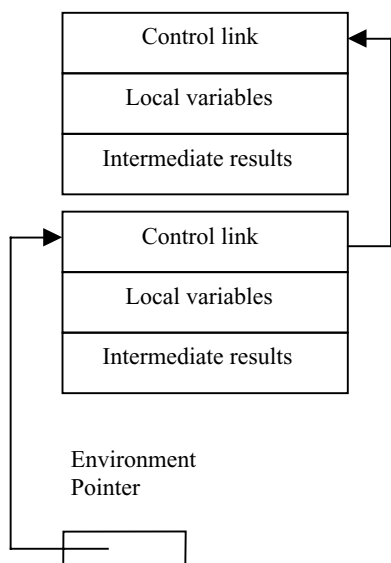 Control link
Local variables
Intermediate results
Control link
Local variables
Intermediate results
Environment
Pointer